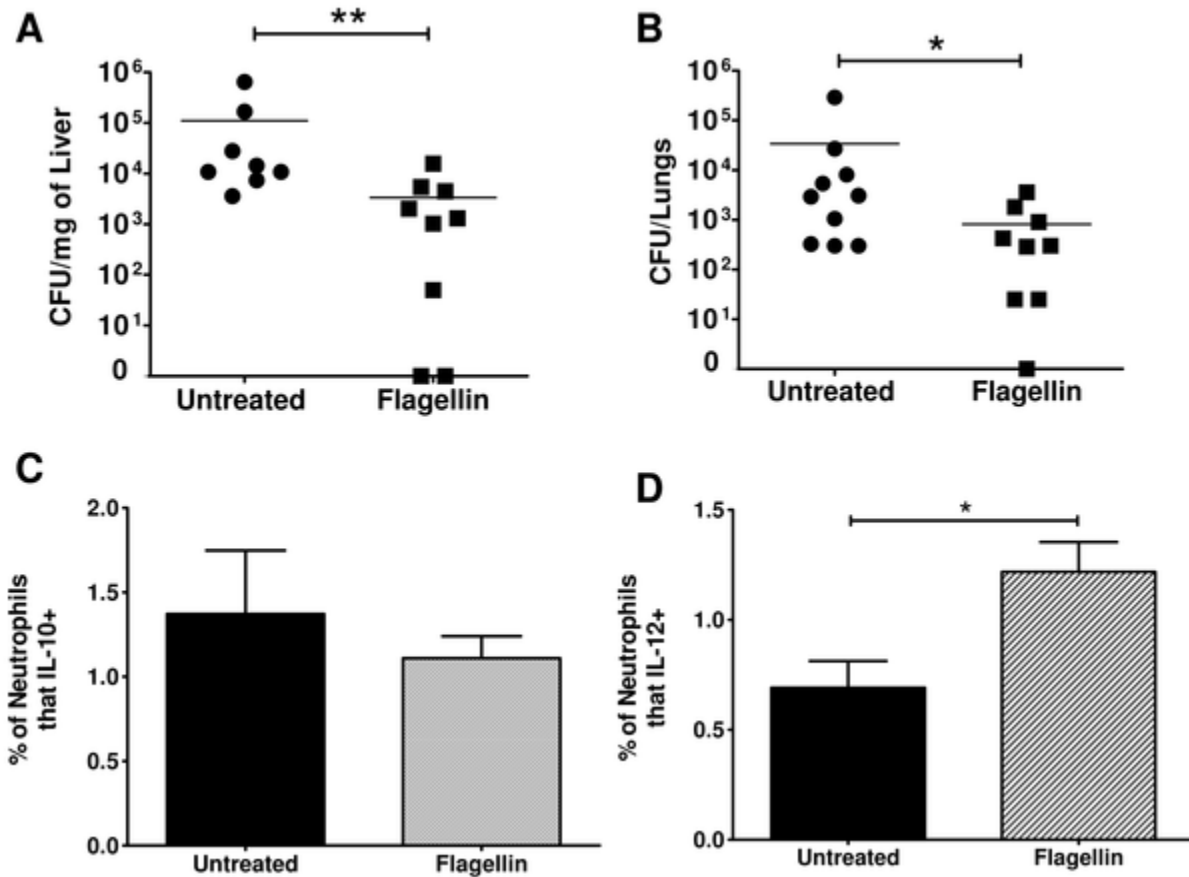 A
**
CFU/mg of Liver
10⁶
10⁵
10⁴
10³
10²
10¹
0
Untreated
Flagellin
B
*
CFU/Lungs
10⁶
10⁵
10⁴
10³
10²
10¹
0
Untreated
Flagellin
C
% of Neutrophils
that IL-10+
2.0
1.5
1.0
0.5
0.0
Untreated
Flagellin
D
*
% of Neutrophils
that IL-12+
1.5
1.0
0.5
0.0
Untreated
Flagellin